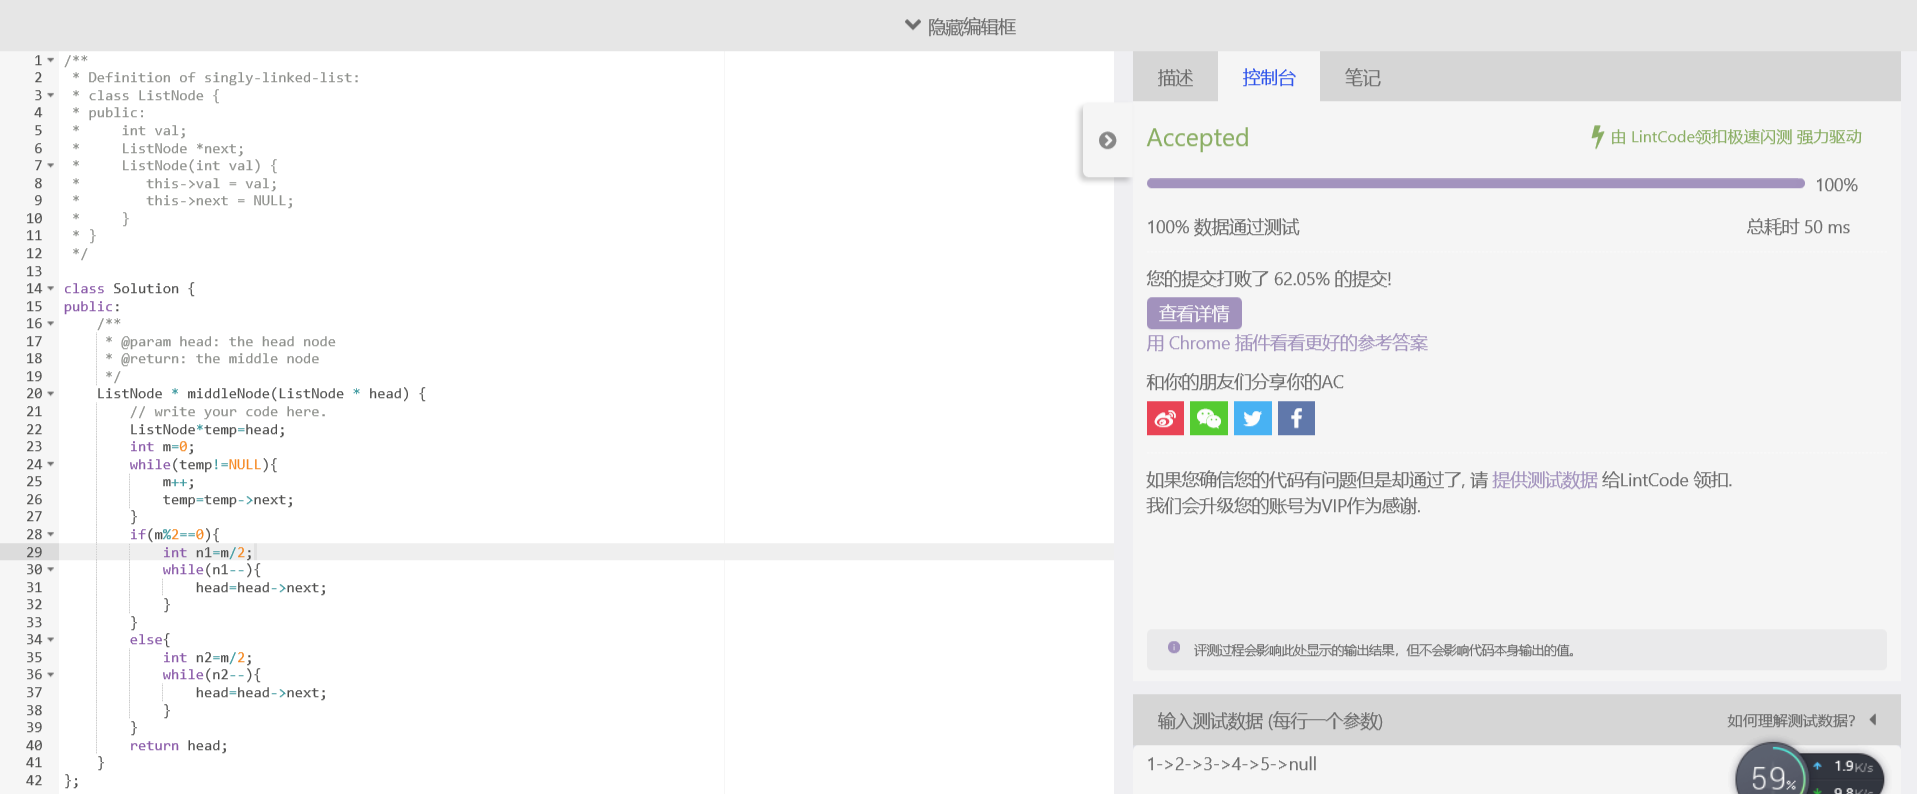 隐藏编辑框
1 /**
2 * Definition of singly-linked-list:
3 * class ListNode {
4 * public:
5 *     int val;
6 *     ListNode *next;
7 *     ListNode(int val) {
8 *        this->val = val;
9 *        this->next = NULL;
10 *     }
11 * }
12 */
13
14 class Solution {
15 public:
16     /**
17      * @param head: the head node
18      * @return: the middle node
19      */
20     ListNode * middleNode(ListNode * head) {
21         // write your code here.
22         ListNode*temp=head;
23         int m=0;
24         while(temp!=NULL){
25             m++;
26             temp=temp->next;
27         }
28         if(m%2==0){
29             int n1=m/2;
30             while(n1--){
31                 head=head->next;
32             }
33         }
34         else{
35             int n2=m/2;
36             while(n2--){
37                 head=head->next;
38             }
39         }
40         return head;
41     }
42 };
描述 控制台 笔记
Accepted 由 LintCode领扣极速闪测 强力驱动
100%
100% 数据通过测试 总耗时 50 ms
您的提交打败了 62.05% 的提交!
查看详情
用 Chrome 插件看看更好的参考答案
和你的朋友们分享你的AC
如果您确信您的代码有问题但是却通过了, 请 提供测试数据 给LintCode 领扣.
我们会升级您的账号为VIP作为感谢.
评测过程会影响此处显示的输出结果，但不会影响代码本身输出的值。
输入测试数据 (每行一个参数) 如何理解测试数据?
1->2->3->4->5->null
59% 1.9K/s